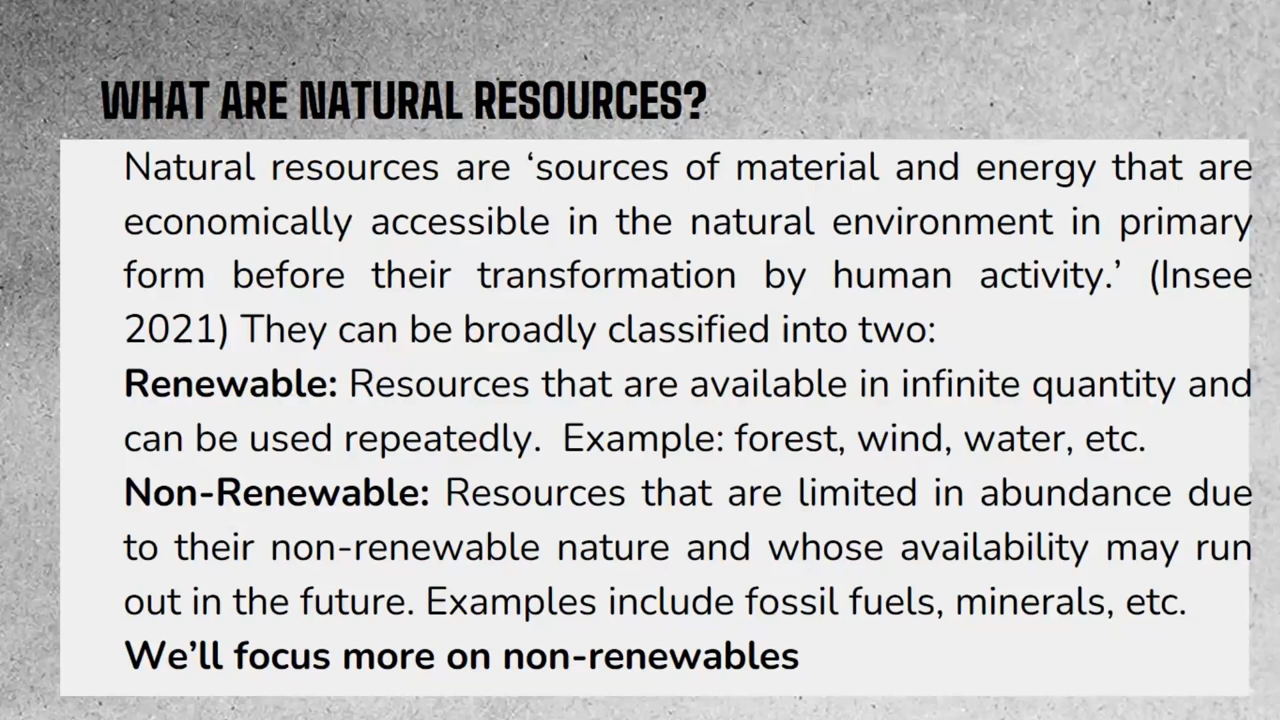 WHAT ARE NATURAL RESOURCES?
Natural resources are ‘sources of material and energy that are
economically accessible in the natural environment in primary
form before their transformation by human activity.’ (Insee
2021) They can be broadly classified into two:
Renewable: Resources that are available in infinite quantity and
can be used repeatedly.  Example: forest, wind, water, etc.
Non-Renewable: Resources that are limited in abundance due
to their non-renewable nature and whose availability may run
out in the future. Examples include fossil fuels, minerals, etc.
We’ll focus more on non-renewables